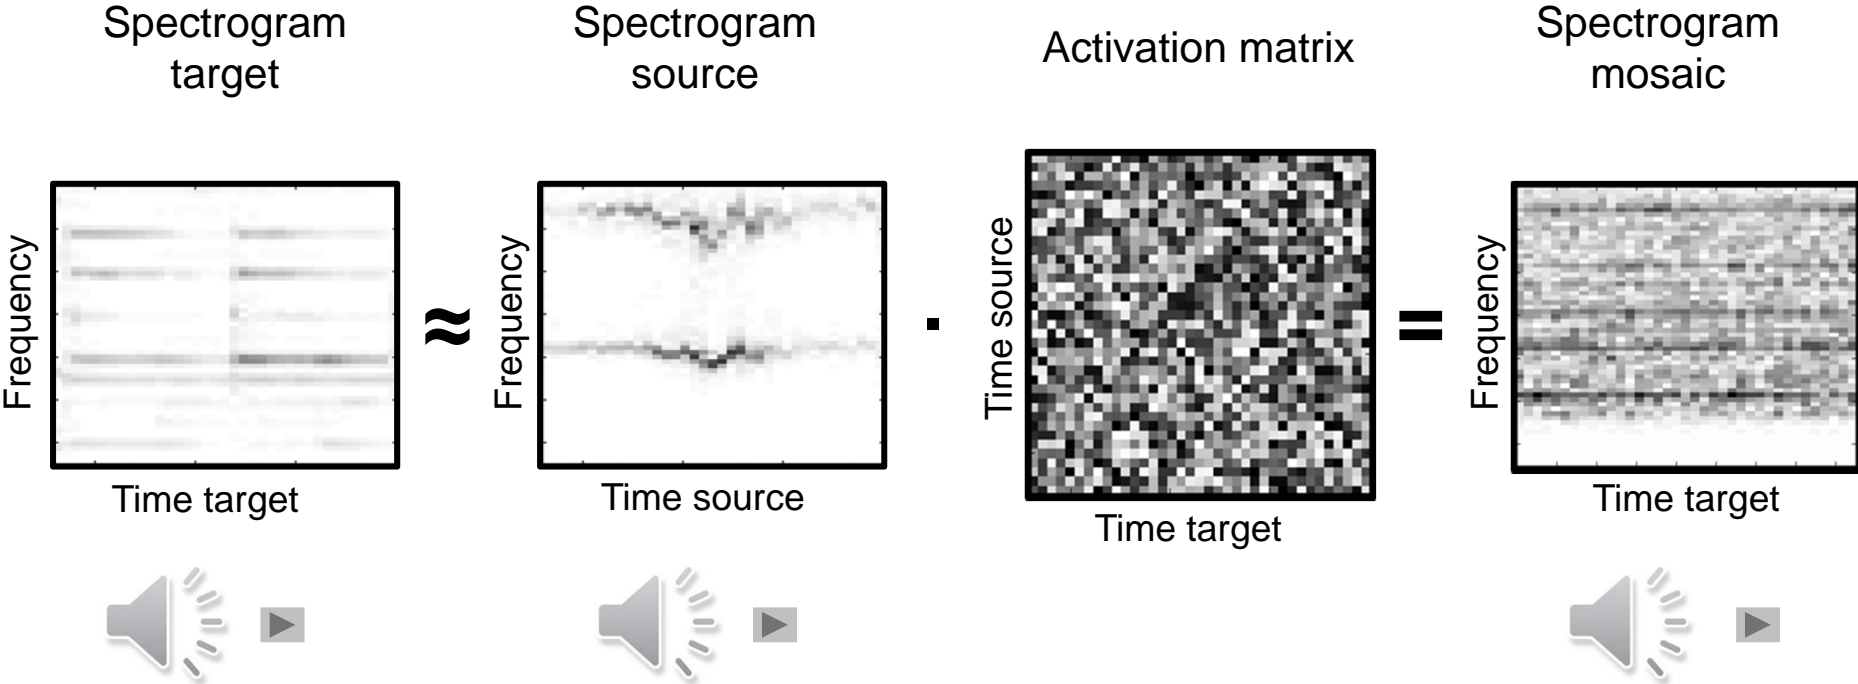 Spectrogram
target
Spectrogram
source
Activation matrix
Spectrogram
mosaic
Frequency
Time target
≈
Frequency
Time source
·
Time source
Time target
=
Frequency
Time target